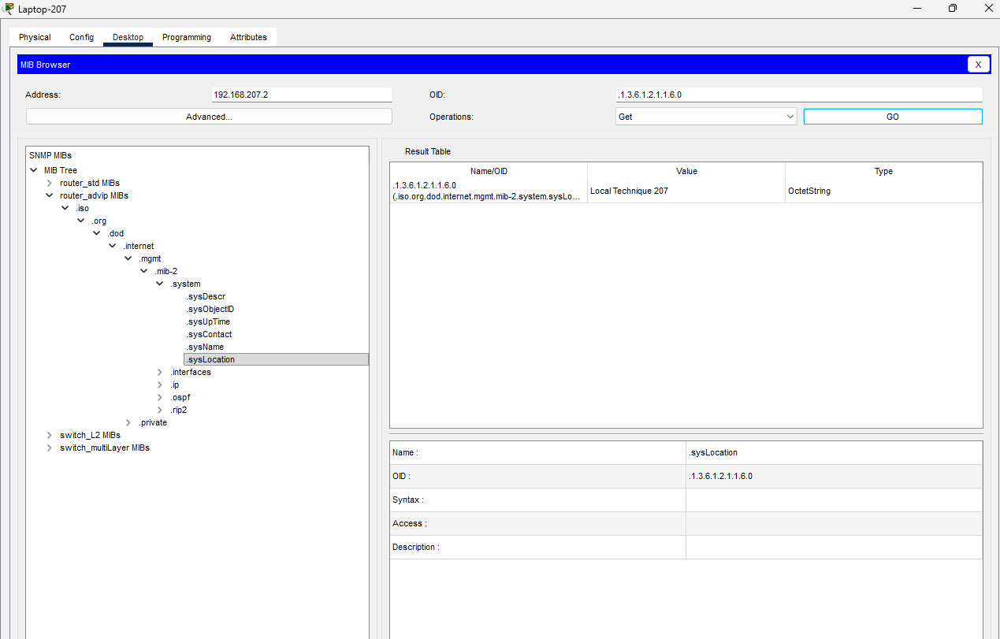 Laptop-207
Physical Config Desktop Programming Attributes
MIB Browser X
Address: 192.168.207.2 OID: .1.3.6.1.2.1.1.6.0
Advanced... Operations: Get GO
SNMP MIBs
MIB Tree
router_std MIBs
router_advip MIBs
.iso
.org
.dod
.internet
.mgmt
.mib-2
.system
.sysDescr
.sysObjectID
.sysUpTime
.sysContact
.sysName
.sysLocation
.interfaces
.ip
.ospf
.rip2
.private
switch_L2 MIBs
switch_multiLayer MIBs
Result Table
Name/OID Value Type
.1.3.6.1.2.1.1.6.0
(.iso.org.dod.internet.mgmt.mib-2.system.sysLo...
Local Technique 207
OctetString
Name : .sysLocation
OID : .1.3.6.1.2.1.1.6.0
Syntax :
Access :
Description :